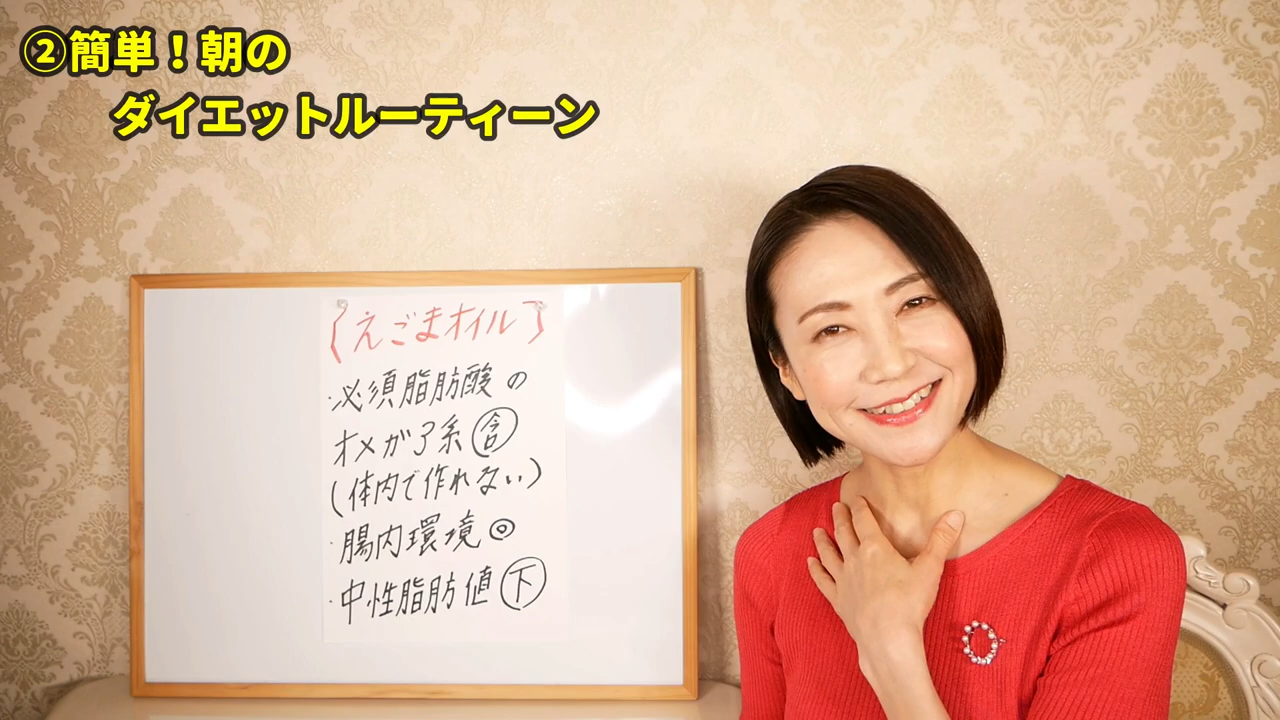 ②簡単！朝の
ダイエットルーティーン
{えごまオイル}
・必須脂肪酸の
オメガ3系㊁
(体内で作れない)
・腸内環境◎
・中性脂肪値㊦